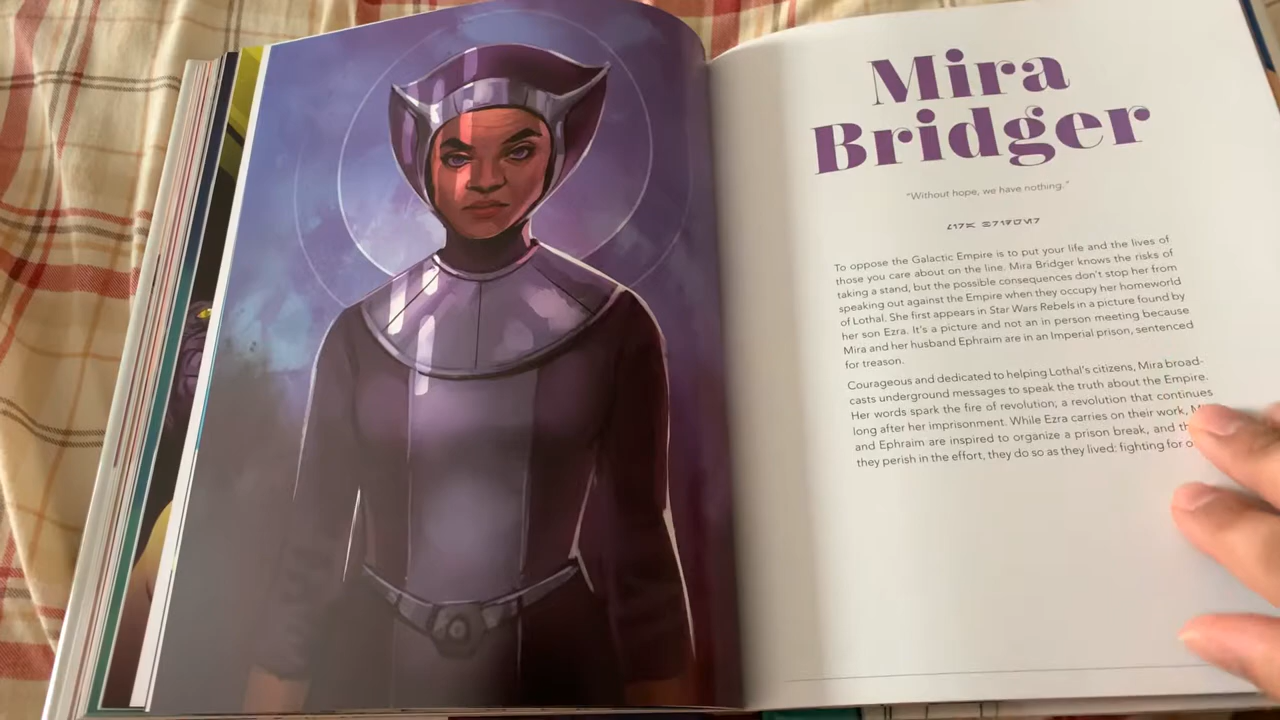 Mira
Bridger
“Without hope, we have nothing.”
To oppose the Galactic Empire is to put your life and the lives of
those you care about on the line. Mira Bridger knows the risks of
taking a stand, but the possible consequences don't stop her from
speaking out against the Empire when they occupy her homeworld
of Lothal. She first appears in Star Wars Rebels in a picture found by
her son Ezra. It's a picture and not an in person meeting because
Mira and her husband Ephraim are in an Imperial prison, sentenced
for treason.
Courageous and dedicated to helping Lothal's citizens, Mira broad-
casts underground messages to speak the truth about the Empire.
Her words spark the fire of revolution; a revolution that continues
long after her imprisonment. While Ezra carries on their work,
and Ephraim are inspired to organize a prison break, and
they perish in the effort, they do so as they lived: fighting for